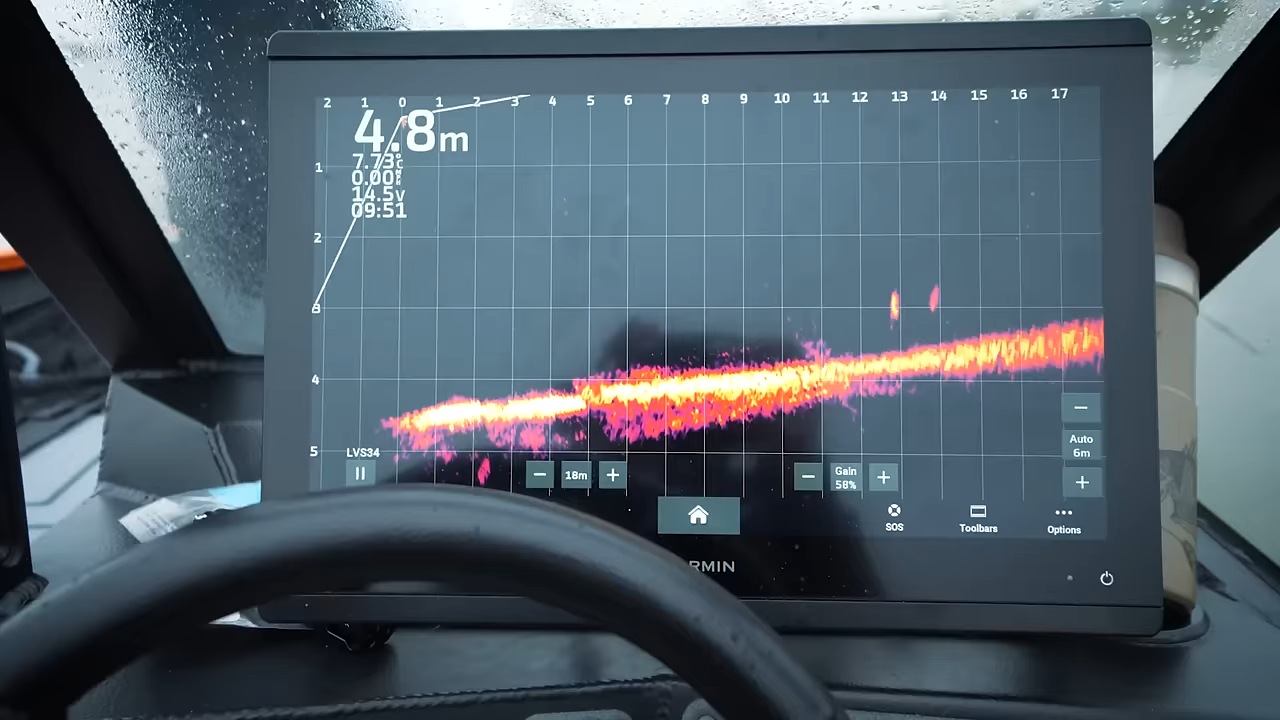 2 1 0 1 2 3 4 5 6 7 8 9 10 11 12 13 14 15 16 17
4.8m
1
7.73°C
0.00
14.5V
09:51
2
3
4
5
LVS34
18m
Gain
58%
Auto
6m
SOS
Toolbars
Options
RMIN